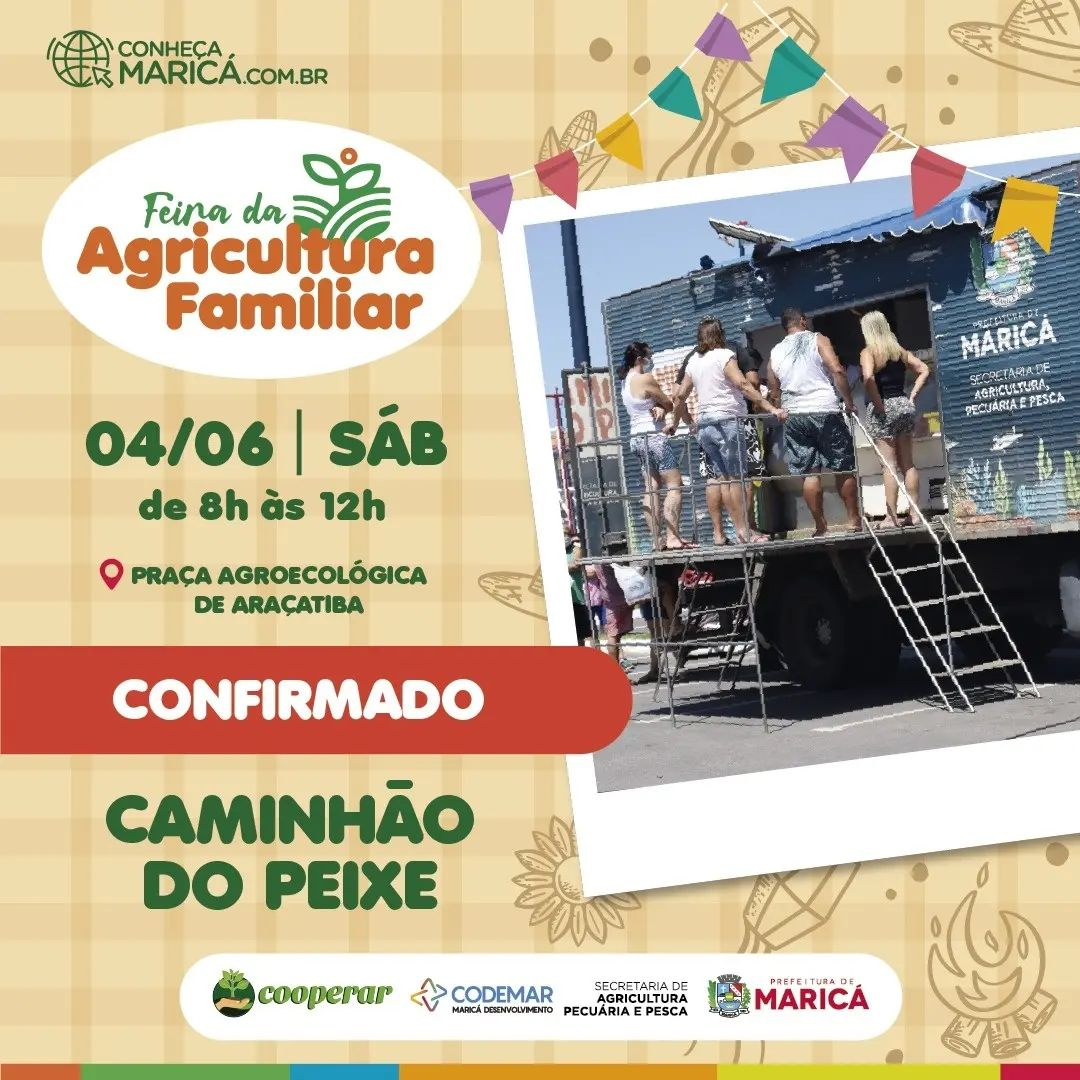 CONHEÇA
MARICÁ.COM.BR
Feira da
Agricultura
Familiar
04/06 | SÁB
de 8h às 12h
PRAÇA AGROECOLÓGICA
DE ARAÇATIBA
CONFIRMADO
CAMINHÃO
DO PEIXE
PREFEITURA DE
MARICÁ
SECRETARIA DE
AGRICULTURA,
PECUÁRIA E PESCA
cooperar
CODEMAR
MARICÁ DESENVOLVIMENTO
SECRETARIA DE
AGRICULTURA
PECUÁRIA E PESCA
PREFEITURA DE
MARICÁ